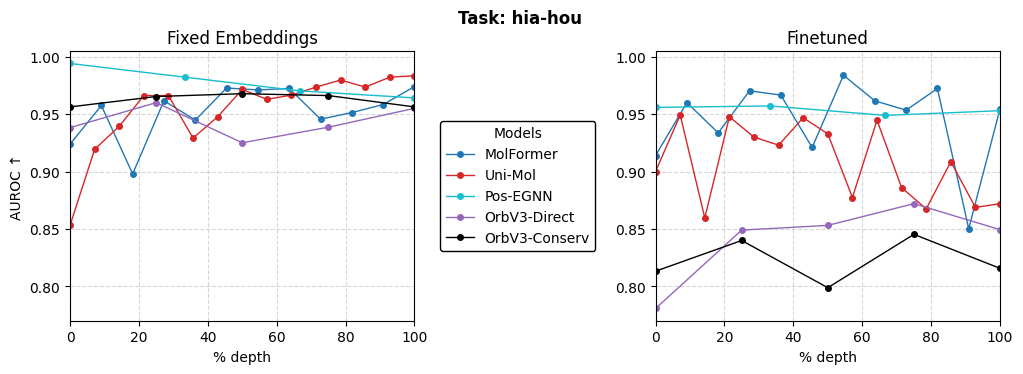 Task: hia-hou
Fixed Embeddings
AUROC ↑
1.00
0.95
0.90
0.85
0.80
0
20
40
60
80
100
% depth
Models
MolFormer
Uni-Mol
Pos-EGNN
OrbV3-Direct
OrbV3-Conserv
Finetuned
1.00
0.95
0.90
0.85
0.80
0
20
40
60
80
100
% depth